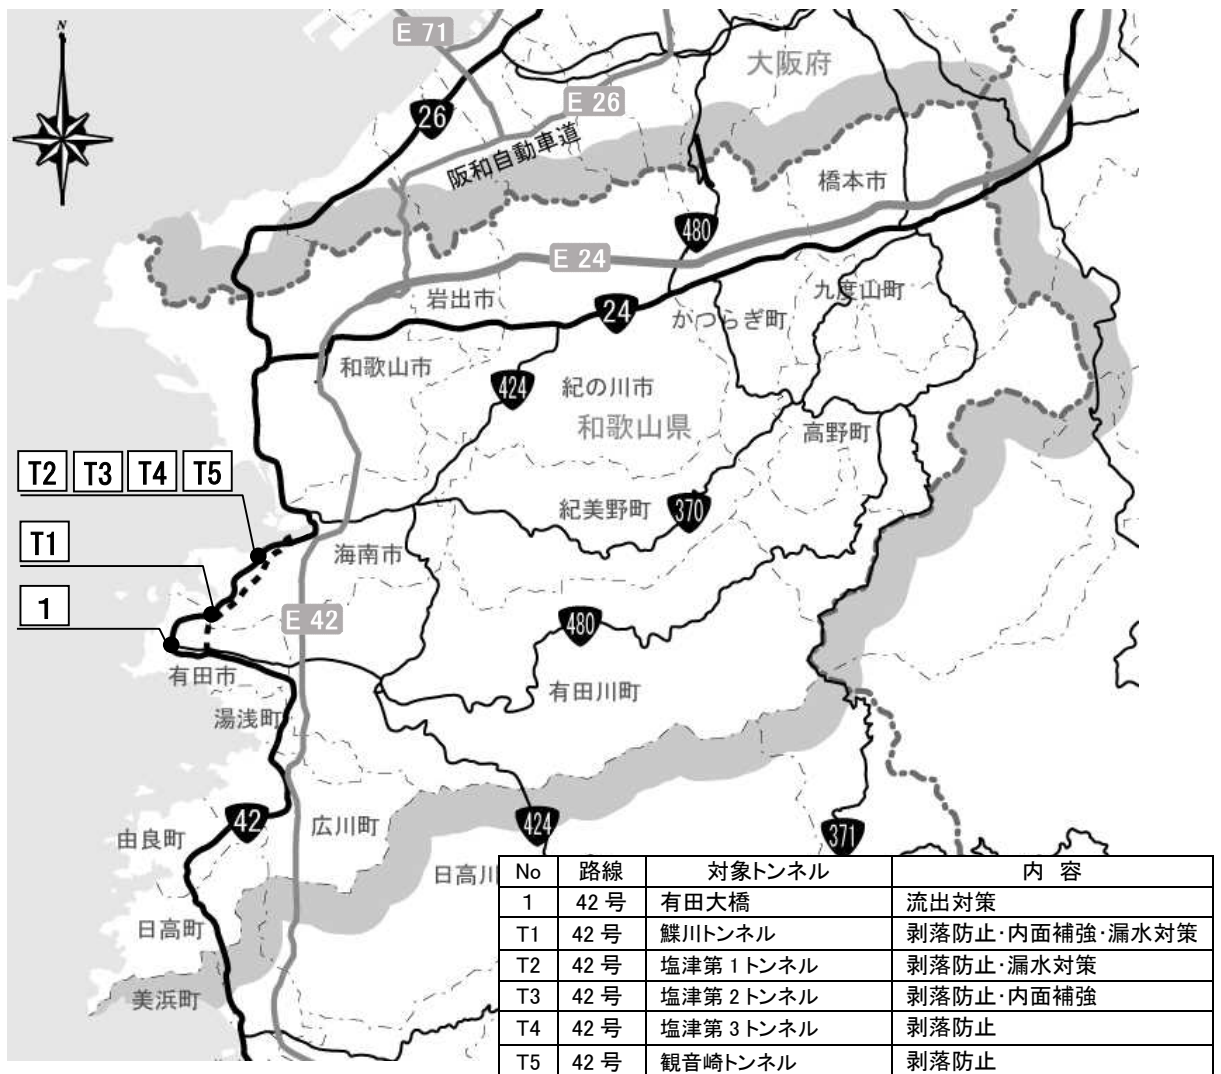 N
E 71
大阪府
E 26
26
阪和自動車道
橋本市
480
E 24
九度山町
岩出市
24
かつらぎ町
和歌山市
424
紀の川市
和歌山県
高野町
T2 T3 T4 T5
紀美野町
370
T1
海南市
1
E 42
480
有田市
有田川町
湯浅町
42
広川町
424
371
由良町
日高川
日高町
美浜町
No 路線 対象トンネル 内 容
1 42 号 有田大橋 流出対策
T1 42 号 鰈川トンネル 剥落防止・内面補強・漏水対策
T2 42 号 塩津第 1 トンネル 剥落防止・漏水対策
T3 42 号 塩津第 2 トンネル 剥落防止・内面補強
T4 42 号 塩津第 3 トンネル 剥落防止
T5 42 号 観音崎トンネル 剥落防止